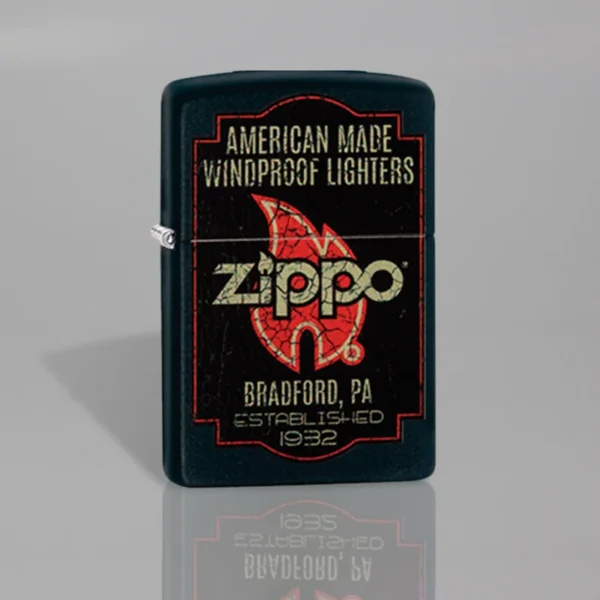 AMERICAN MADE
WINDPROOF LIGHTERS
zippo®
BRADFORD, PA
ESTABLISHED
1932